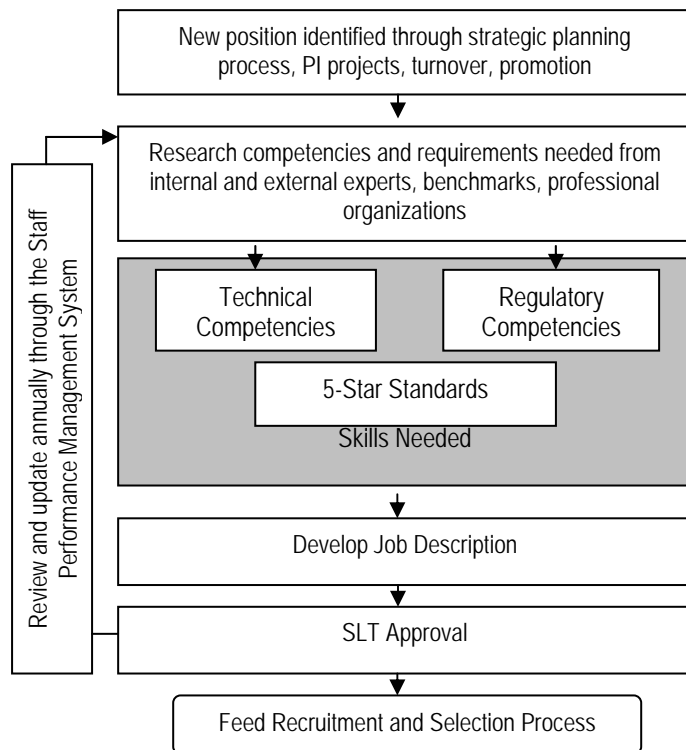 New position identified through strategic planning
process, PI projects, turnover, promotion
Research competencies and requirements needed from
internal and external experts, benchmarks, professional
organizations
Review and update annually through the Staff
Performance Management System
Technical
Competencies
Regulatory
Competencies
5-Star Standards
Skills Needed
Develop Job Description
SLT Approval
Feed Recruitment and Selection Process